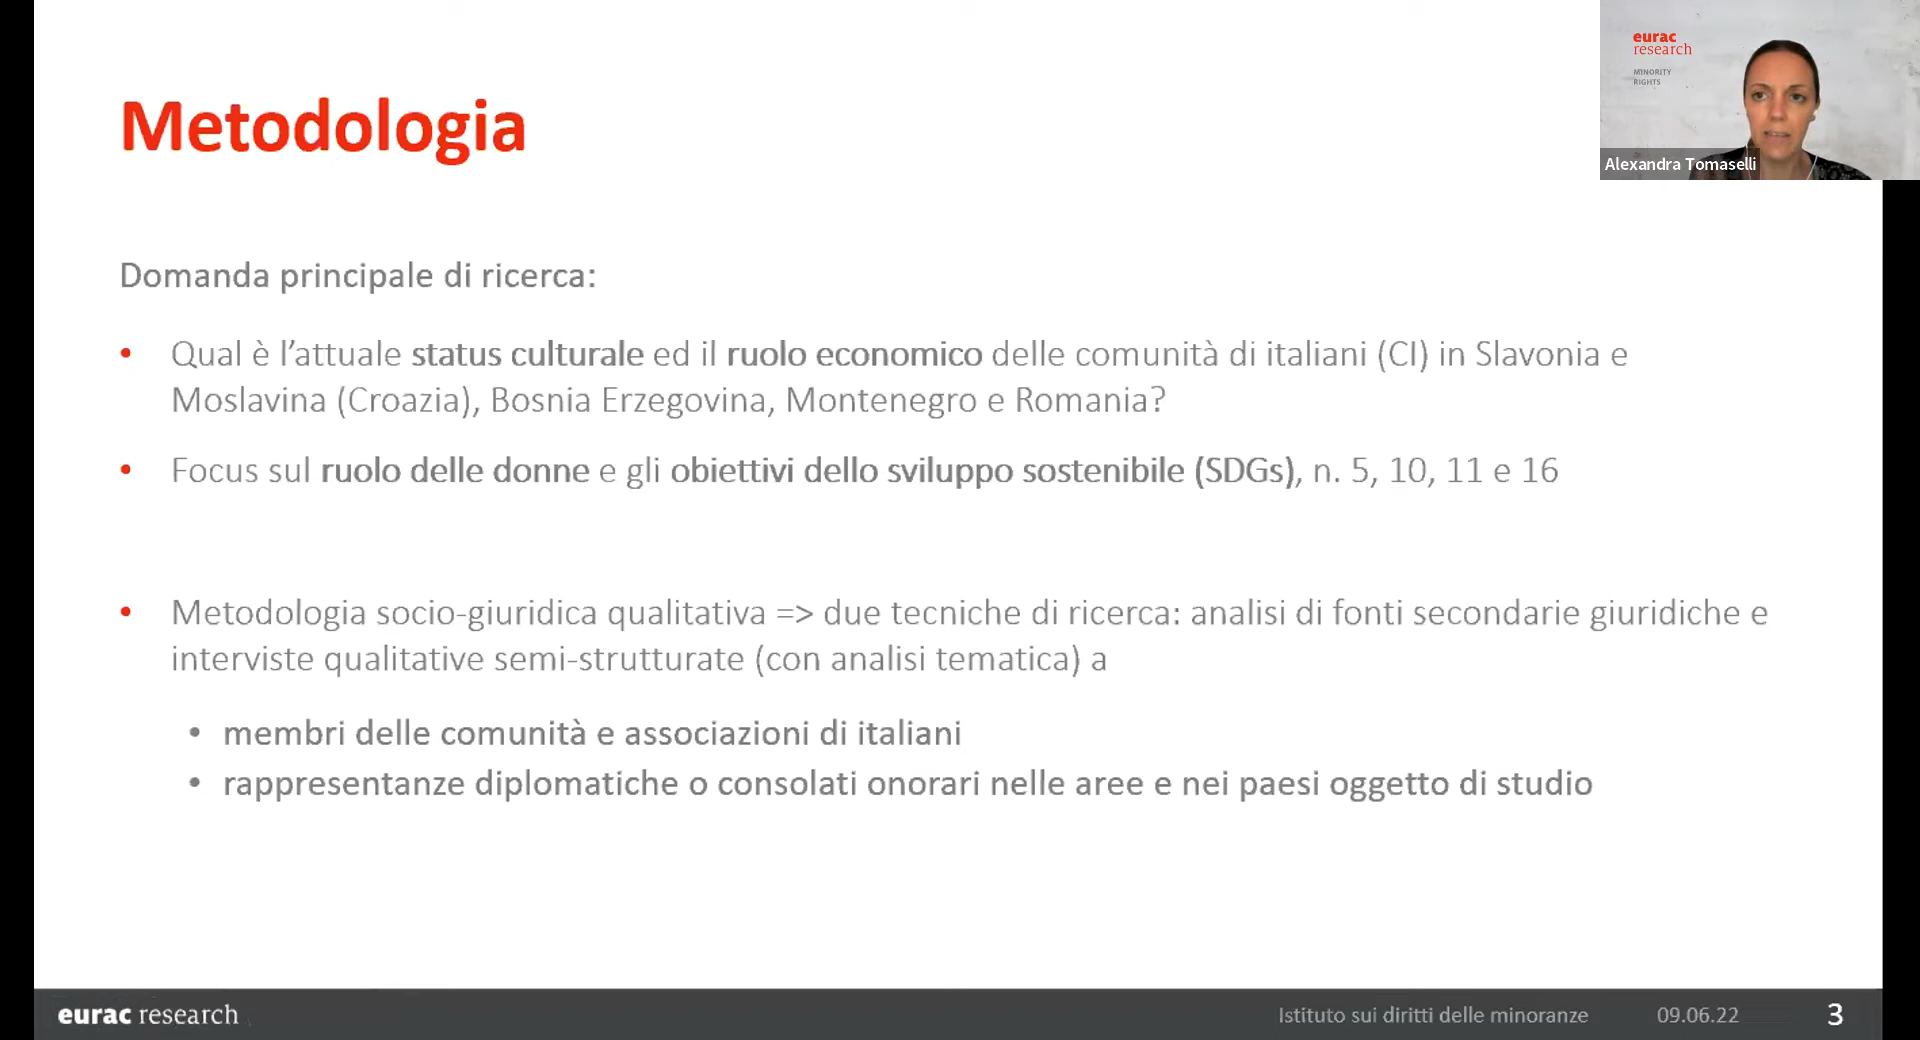 Metodologia
eurac
research
MINORITY
RIGHTS
Alexandra Tomaselli
Domanda principale di ricerca:
• Qual è l’attuale status culturale ed il ruolo economico delle comunità di italiani (CI) in Slavonia e
Moslavina (Croazia), Bosnia Erzegovina, Montenegro e Romania?
• Focus sul ruolo delle donne e gli obiettivi dello sviluppo sostenibile (SDGs), n. 5, 10, 11 e 16
• Metodologia socio-giuridica qualitativa => due tecniche di ricerca: analisi di fonti secondarie giuridiche e
interviste qualitative semi-strutturate (con analisi tematica) a
• membri delle comunità e associazioni di italiani
• rappresentanze diplomatiche o consolati onorari nelle aree e nei paesi oggetto di studio
eurac research
Istituto sui diritti delle minoranze 09.06.22 3